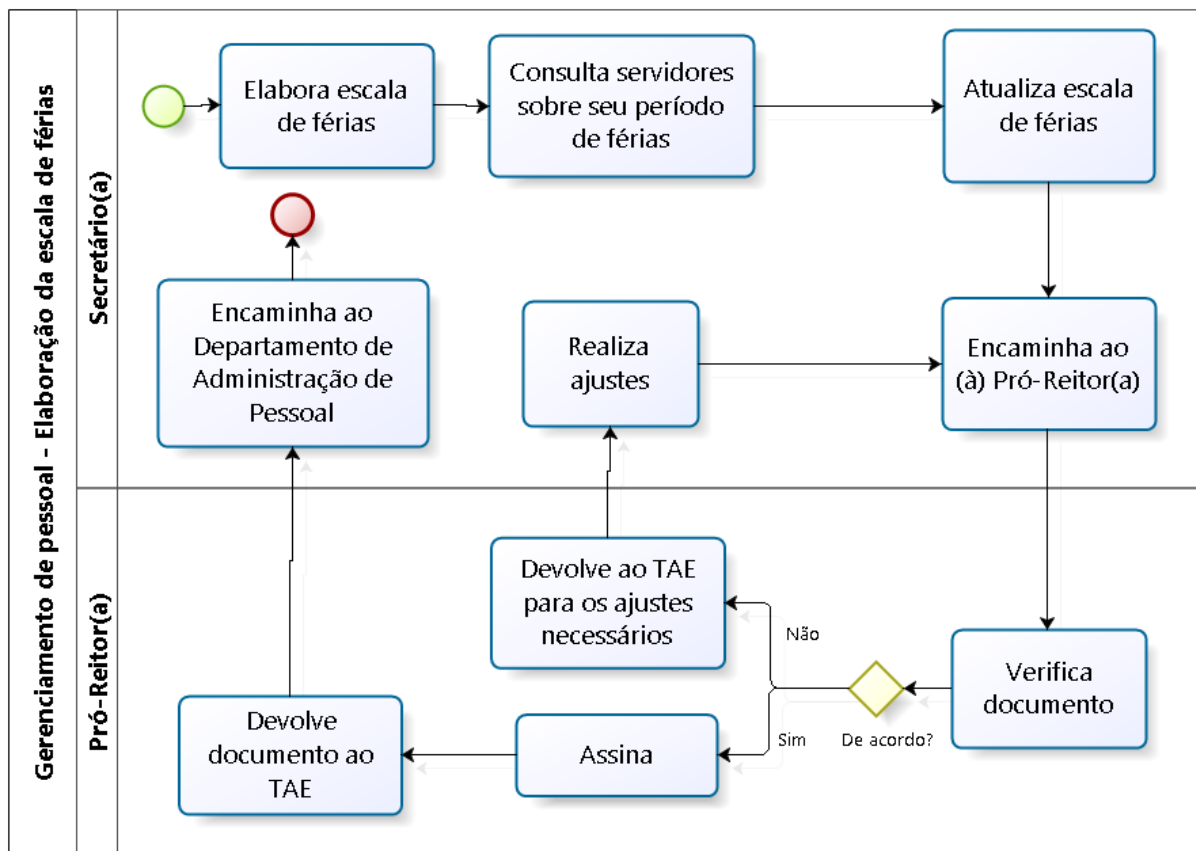 Gerenciamento de pessoal - Elaboração da escala de férias
Secretário(a)
Elabora escala
de férias
Consulta servidores
sobre seu período
de férias
Atualiza escala
de férias
Encaminha ao
Departamento de
Administração de
Pessoal
Realiza
ajustes
Encaminha ao
(à) Pró-Reitor(a)
Pró-Reitor(a)
Devolve ao TAE
para os ajustes
necessários
Não
Verifica
documento
De acordo?
Sim
Assina
Devolve
documento ao
TAE